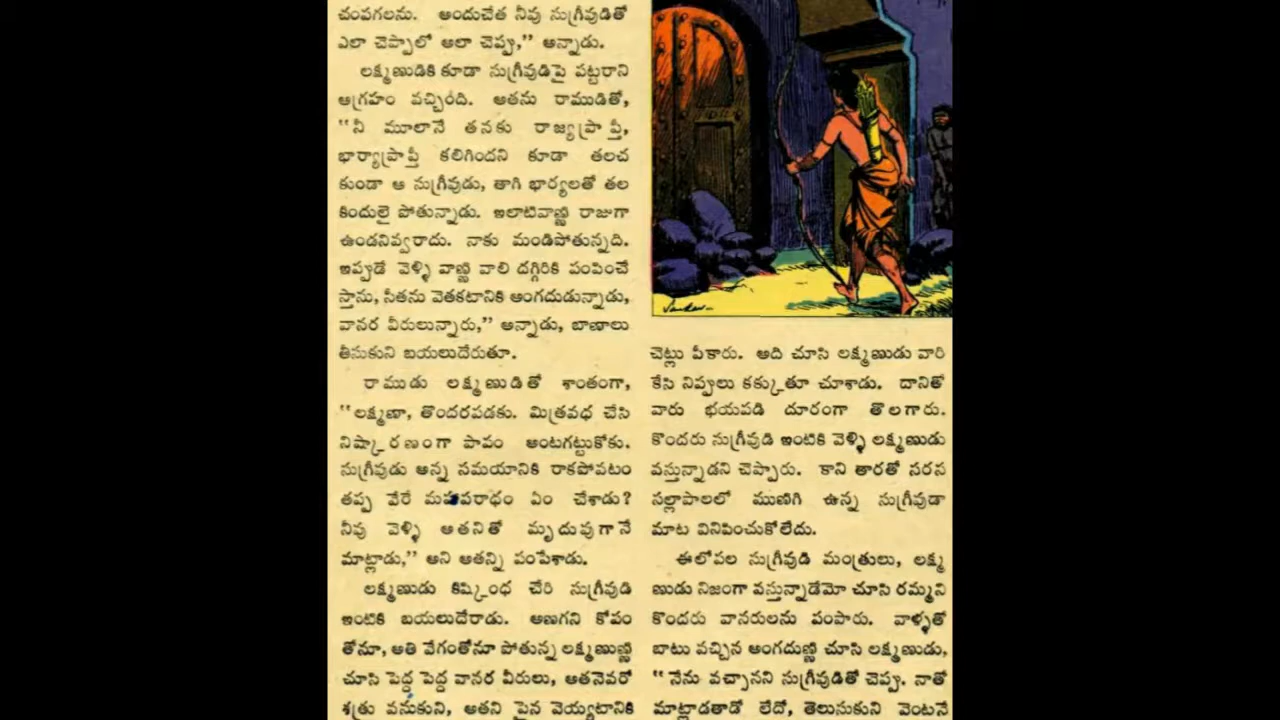 చంపగలను. అందుచేత నీవు సుగ్రీవుడితో
ఎలా చెప్పాలో అలా చెప్పు,” అన్నాడు.
లక్ష్మణుడికి కూడా సుగ్రీవుడిపై పట్టరాని
ఆగ్రహం వచ్చింది. అతను రాముడితో,
“నీ మూలానే తనకు రాజ్యప్రాప్తీ,
భార్యాప్రాప్తీ కలిగిందని కూడా తలచ
కుండా ఆ సుగ్రీవుడు, తాగి భార్యలతో తల
కిందులై పోతున్నాడు. ఇలాటివాణ్ణి రాజుగా
ఉండనివ్వరాదు. నాకు మండిపోతున్నది.
ఇప్పుడే వెళ్ళి వాణ్ణి వాలి దగ్గిరికి పంపించే
స్తాను, సీతను వెతకటానికి అంగదుడున్నాడు,
వానర వీరులున్నారు,” అన్నాడు, బాణాలు
తీసుకుని బయలుదేరుతూ.
రాముడు లక్ష్మణుడితో శాంతంగా,
“లక్ష్మణా, తొందరపడకు. మిత్రవధ చేసి
నిష్కారణంగా పాపం అంటగట్టుకోకు.
సుగ్రీవుడు అన్న సమయానికి రాకపోవటం
తప్ప వేరే మహాపరాధం ఏం చేశాడు?
నీవు వెళ్ళి అతనితో మృదువుగానే
మాట్లాడు,” అని అతన్ని పంపేశాడు.
లక్ష్మణుడు కిష్కింధ చేరి సుగ్రీవుడి
ఇంటికి బయలుదేరాడు. అణగని కోపం
తోనూ, అతి వేగంతోనూ పోతున్న లక్ష్మణుణ్ణి
చూసి పెద్ద పెద్ద వానర వీరులు, అతనెవరో
శత్రు వనుకుని, అతని పైన వెయ్యటానికి
చెట్లు పీకారు. అది చూసి లక్ష్మణుడు వారి
కేసి నిప్పులు కక్కుతూ చూశాడు. దానితో
వారు భయపడి దూరంగా తొలగారు.
కొందరు సుగ్రీవుడి ఇంటికి వెళ్ళి లక్ష్మణుడు
వస్తున్నాడని చెప్పారు. కాని తారతో సరస
సల్లాపాలలో ముణిగి ఉన్న సుగ్రీవుడా
మాట వినిపించుకోలేదు.
ఈలోపల సుగ్రీవుడి మంత్రులు, లక్ష్మ
ణుడు నిజంగా వస్తున్నాడేమో చూసి రమ్మని
కొందరు వానరులను పంపారు. వాళ్ళతో
బాటు వచ్చిన అంగదుణ్ణి చూసి లక్ష్మణుడు,
“నేను వచ్చానని సుగ్రీవుడితో చెప్పు. నాతో
మాట్లాడతాడో లేదో, తెలుసుకుని వెంటనే